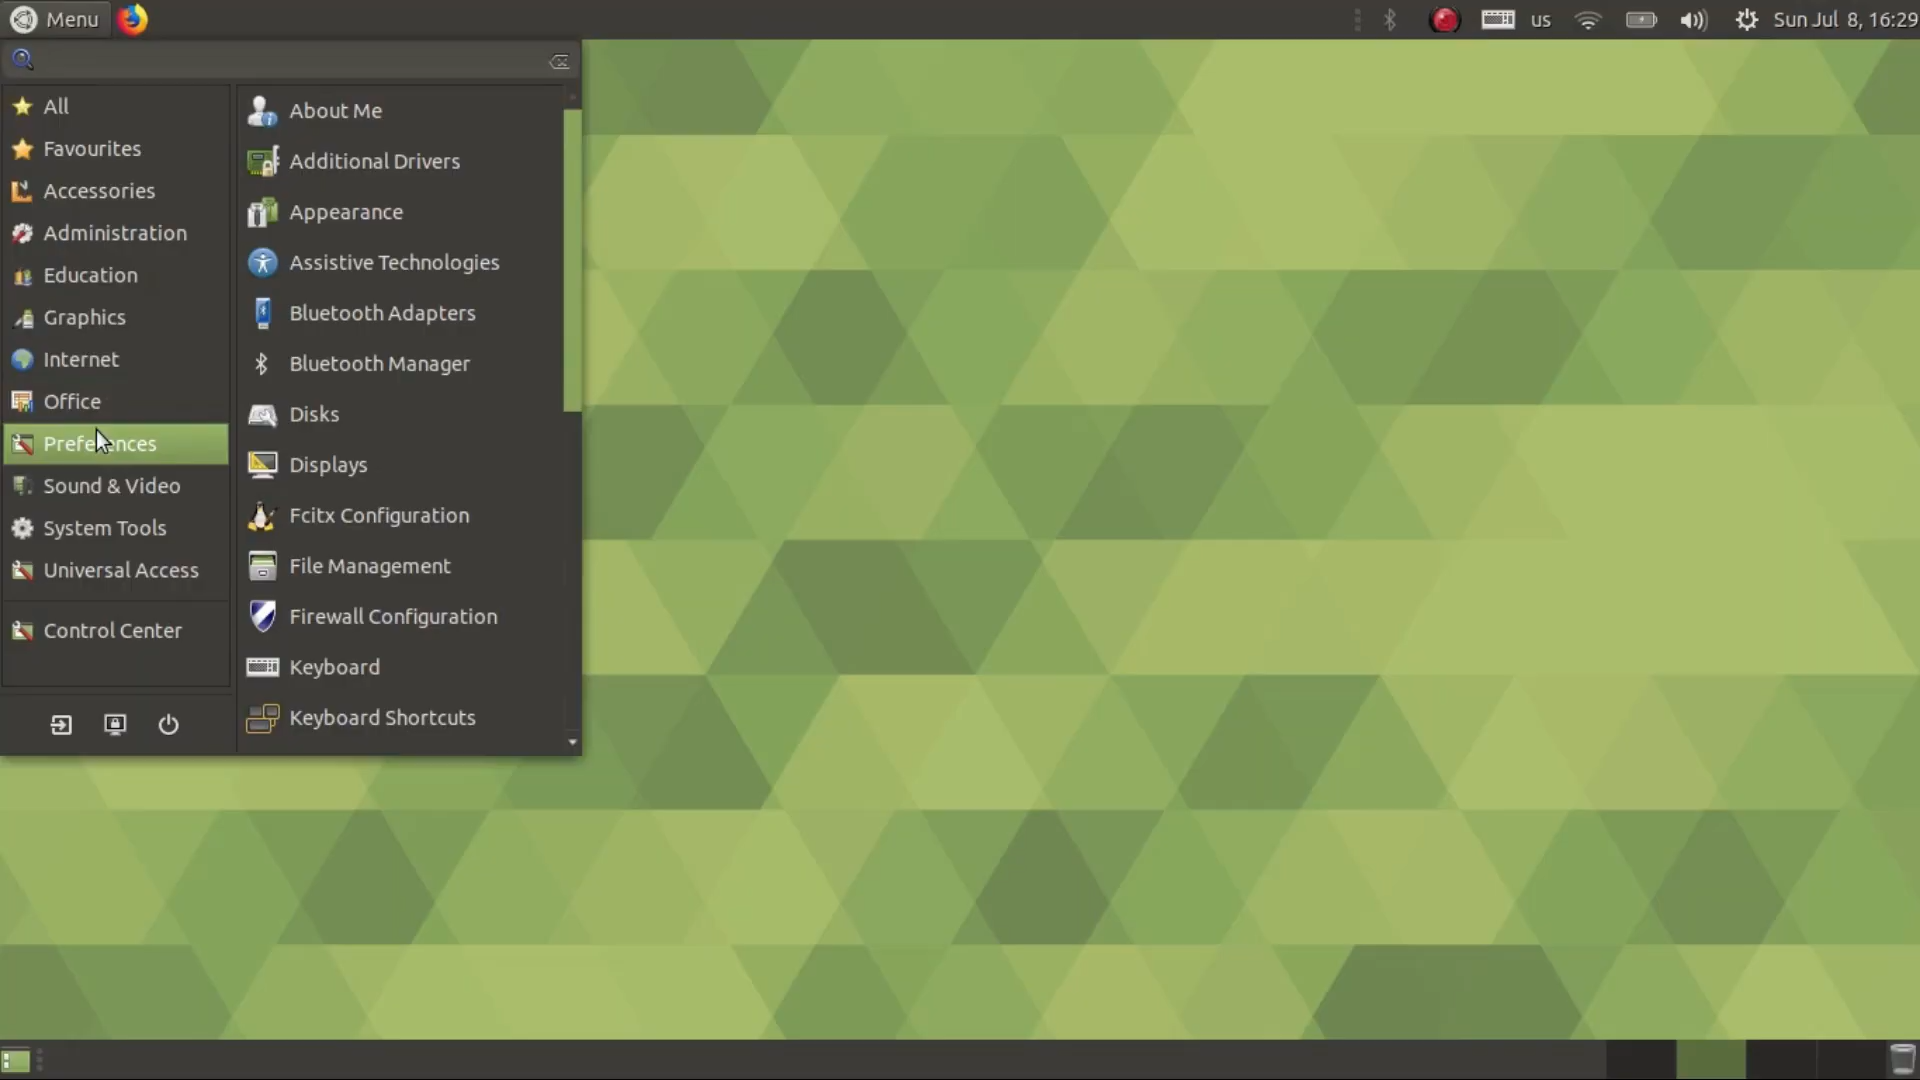 Menu
us
Sun Jul 8, 16:29
All
Favourites
Accessories
Administration
Education
Graphics
Internet
Office
Preferences
Sound & Video
System Tools
Universal Access
Control Center
About Me
Additional Drivers
Appearance
Assistive Technologies
Bluetooth Adapters
Bluetooth Manager
Disks
Displays
Fcitx Configuration
File Management
Firewall Configuration
Keyboard
Keyboard Shortcuts